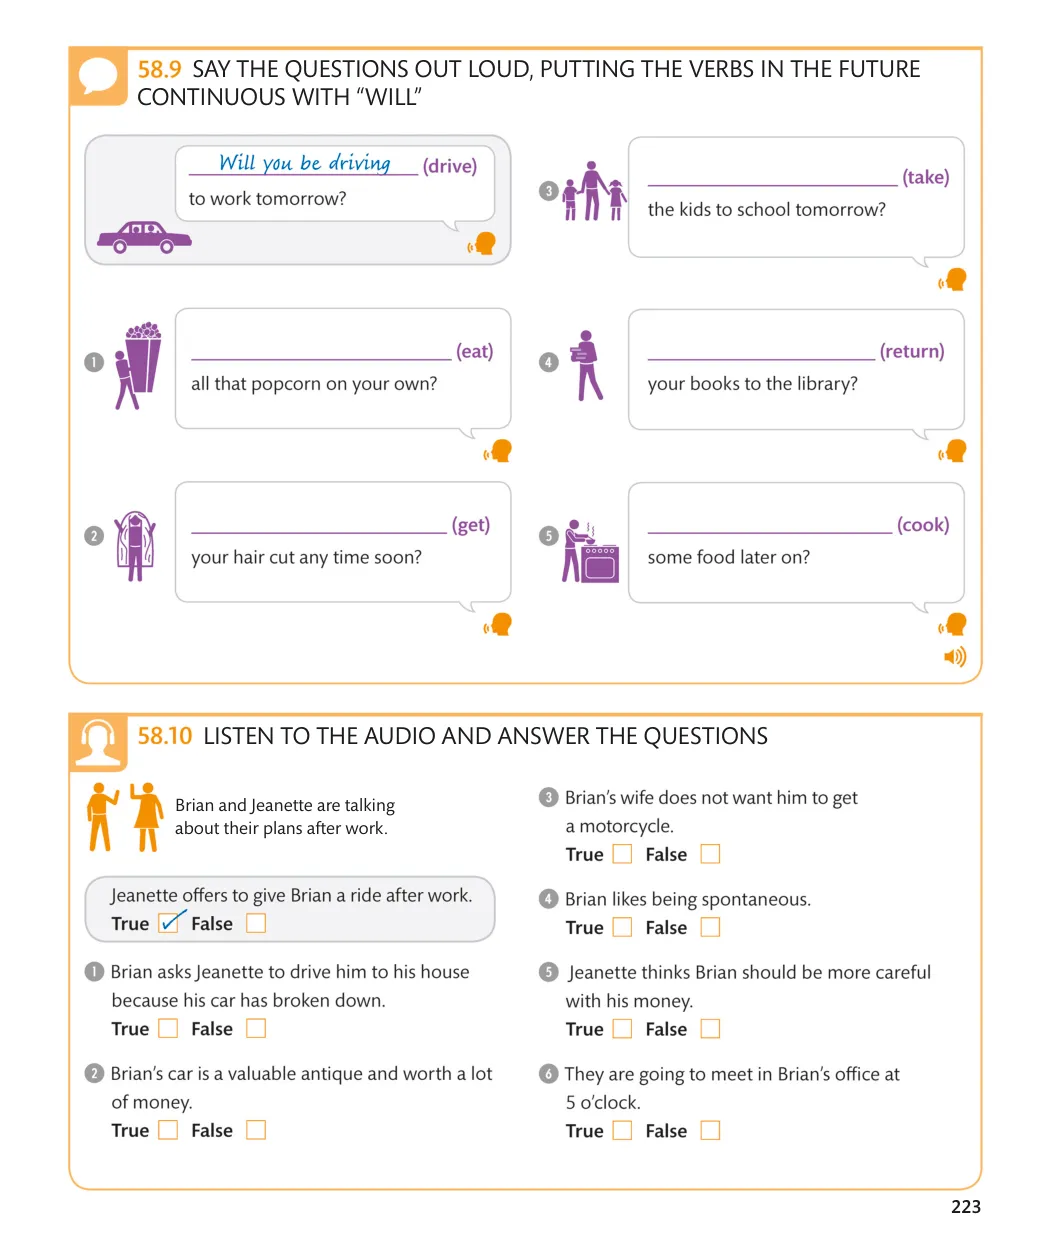 58.9 SAY THE QUESTIONS OUT LOUD, PUTTING THE VERBS IN THE FUTURE
CONTINUOUS WITH “WILL”
Will you be driving (drive)
to work tomorrow?
1 (eat)
all that popcorn on your own?
2 (get)
your hair cut any time soon?
3 (take)
the kids to school tomorrow?
4 (return)
your books to the library?
5 (cook)
some food later on?
58.10 LISTEN TO THE AUDIO AND ANSWER THE QUESTIONS
Brian and Jeanette are talking
about their plans after work.
Jeanette offers to give Brian a ride after work.
True False
1 Brian asks Jeanette to drive him to his house
because his car has broken down.
True False
2 Brian’s car is a valuable antique and worth a lot
of money.
True False
3 Brian’s wife does not want him to get
a motorcycle.
True False
4 Brian likes being spontaneous.
True False
5 Jeanette thinks Brian should be more careful
with his money.
True False
6 They are going to meet in Brian’s office at
5 o’clock.
True False
223